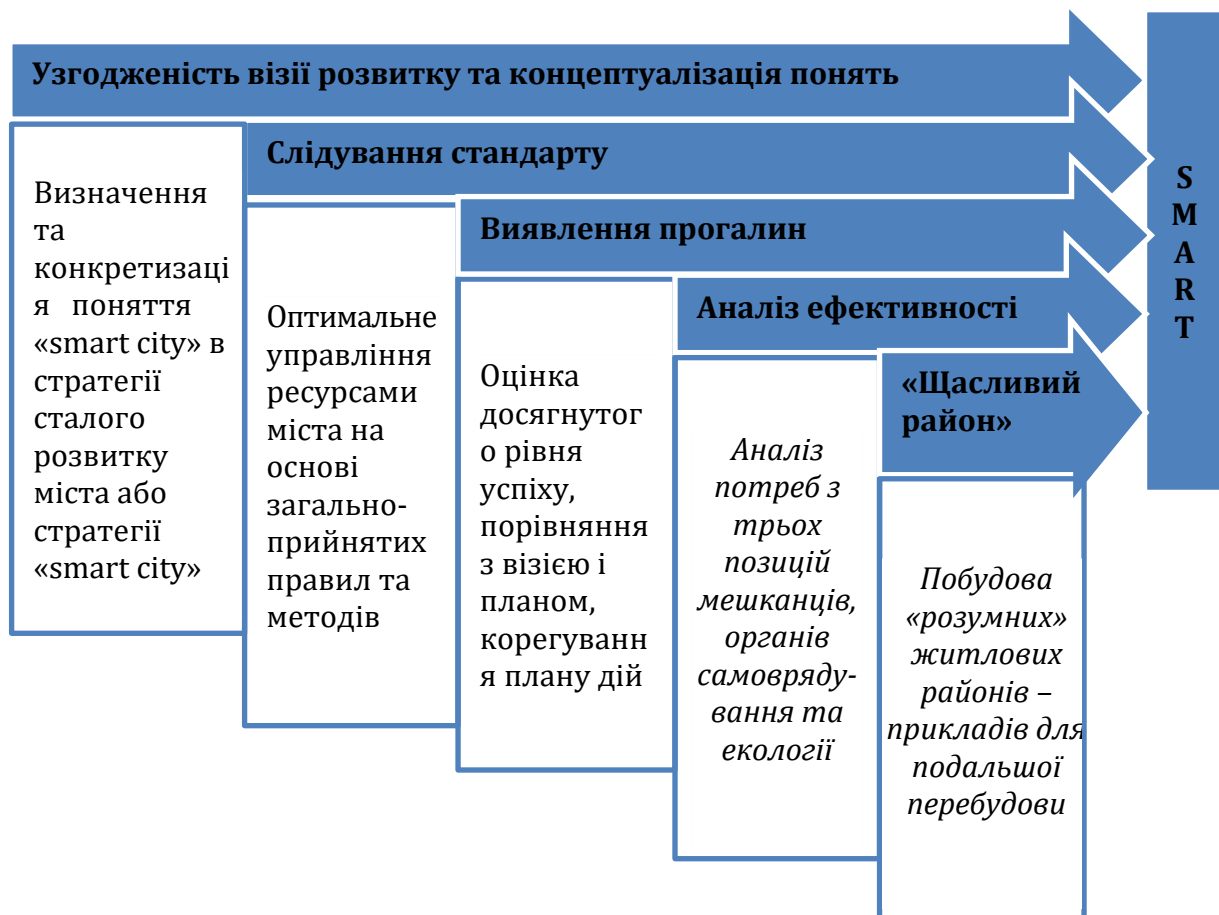 Узгодженість візії розвитку та концептуалізація понять
Визначення
та
конкретизаці
я поняття
«smart city» в
стратегії
сталого
розвитку
міста або
стратегії
«smart city»
Слідування стандарту
Оптимальне
управління
ресурсами
міста на
основі
загально-
прийнятих
правил та
методів
Виявлення прогалин
Оцінка
досягнутог
о рівня
успіху,
порівняння
з візією і
планом,
корегуванн
я плану дій
Аналіз ефективності
Аналіз
потреб з
трьох
позицій
мешканців,
органів
самовряду-
вання та
екології
«Щасливий
район»
Побудова
«розумних»
житлових
районів –
прикладів для
подальшої
перебудови
S
M
A
R
T